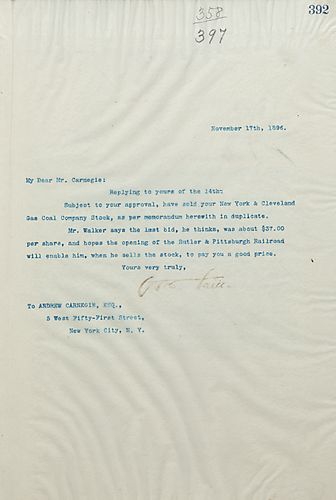 358
397
392
November 17th, 1896.
My Dear Mr. Carnegie:
Replying to yours of the 14th:
Subject to your approval, have sold your New York & Cleveland
Gas Coal Company Stock, as per memorandum herewith in duplicate.
Mr. Walker says the last bid, he thinks, was about $37.00
per share, and hopes the opening of the Butler & Pittsburgh Railroad
will enable him, when he sells the stock, to pay you a good price.
Yours very truly,
To ANDREW CARNEGIE, ESQ.,
5 West Fifty-First Street,
New York City, N. Y.